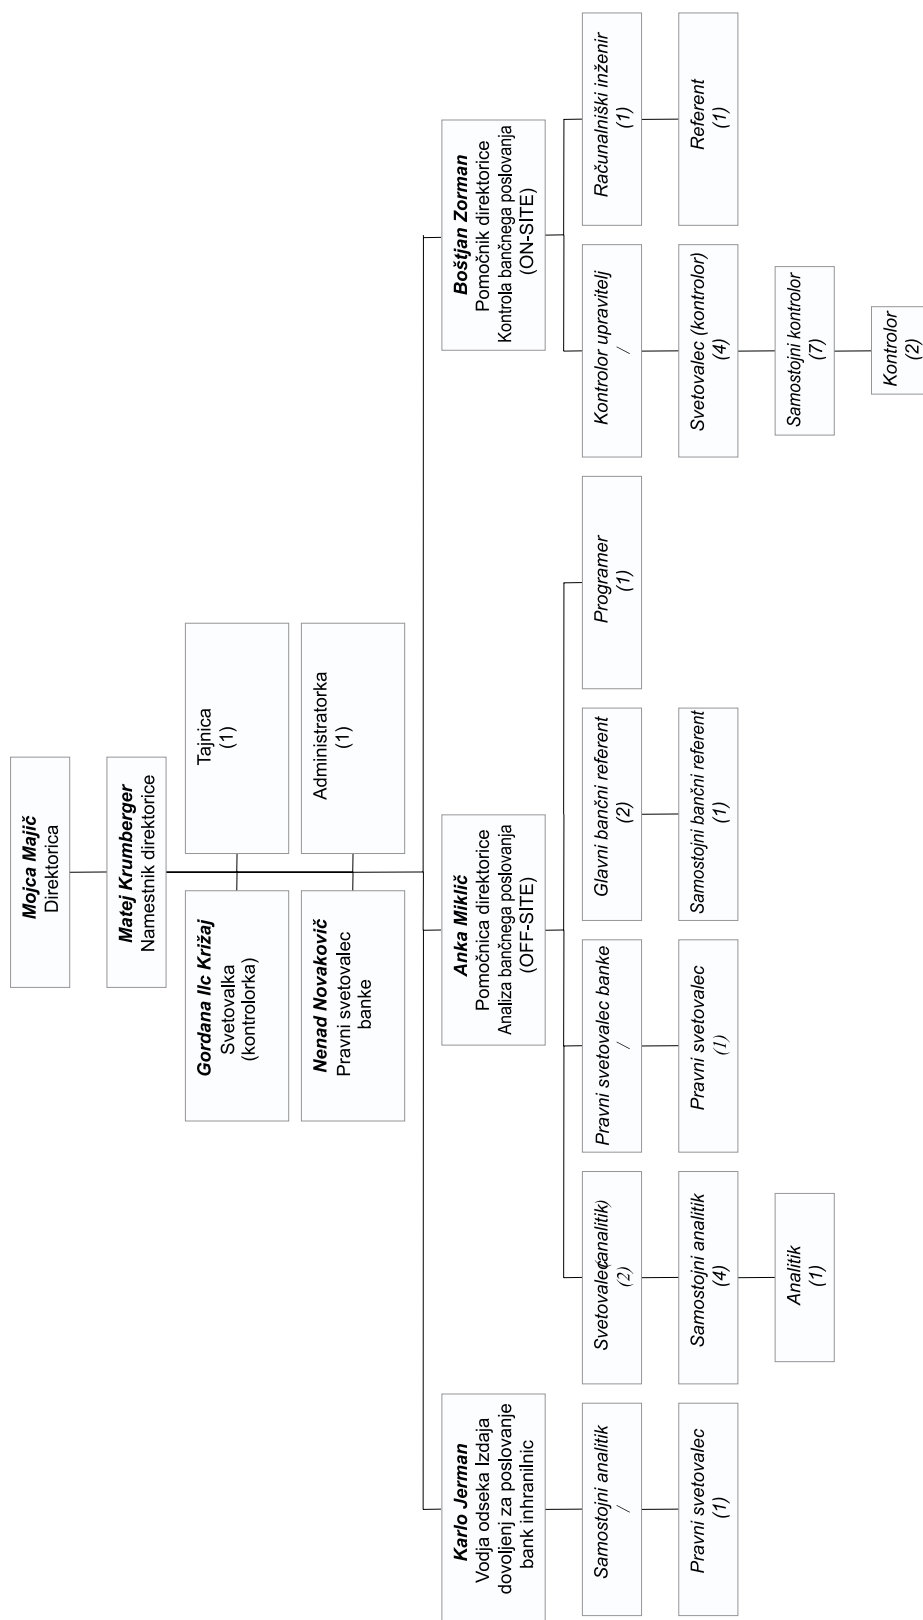 Mojca Majič
Direktorica
Matej Krumberger
Namestnik direktorice
Gordana Ilc Križaj
Svetovalka
(kontrolorka)
Tajnica
(1)
Nenad Novakovič
Pravni svetovalec
banke
Administratorka
(1)
Karlo Jerman
Vodja odseka Izdaja
dovoljenj za poslovanje
bank inhranilnic
Samostojni analitik
/
Pravni svetovalec
(1)
Anka Miklič
Pomočnica direktorice
Analiza bančnega poslovanja
(OFF-SITE)
Svetovalec(analitik)
(2)
Samostojni analitik
(4)
Analitik
(1)
Pravni svetovalec banke
/
Pravni svetovalec
(1)
Glavni bančni referent
(2)
Samostojni bančni referent
(1)
Programer
(1)
Boštjan Zorman
Pomočnik direktorice
Kontrola bančnega poslovanja
(ON-SITE)
Kontrolor upravitelj
/
Svetovalec (kontrolor)
(4)
Samostojni kontrolor
(7)
Kontrolor
(2)
Računalniški inženir
(1)
Referent
(1)